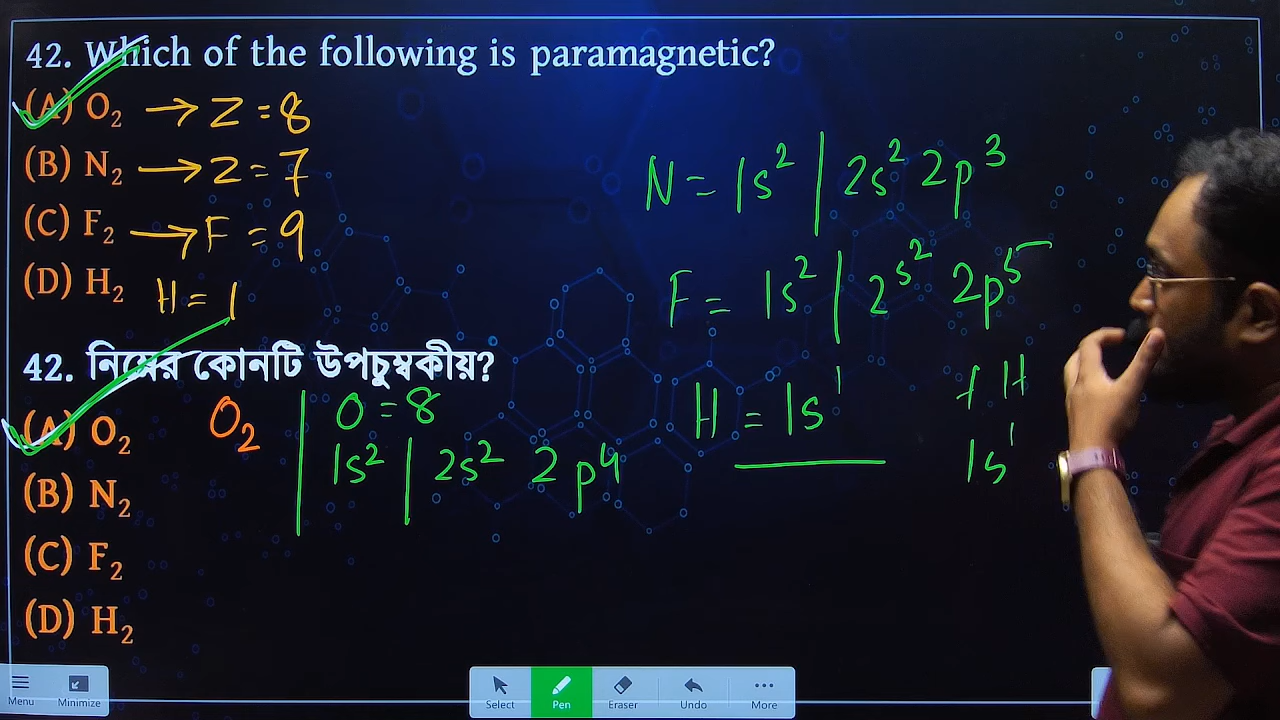 42. Which of the following is paramagnetic?
(A) O₂ → Z = 8
(B) N₂ → Z = 7
(C) F₂ → F = 9
(D) H₂ H = 1
N = 1s² | 2s² 2p³
F = 1s² | 2s² 2p⁵
H = 1s¹
+ H
1s¹
42. নিম্নের কোনটি উপচুম্বকীয়?
(A) O₂
(B) N₂
(C) F₂
(D) H₂
O₂ | O = 8
1s² | 2s² 2p⁴
Menu
Minimize
Select
Pen
Eraser
Undo
More